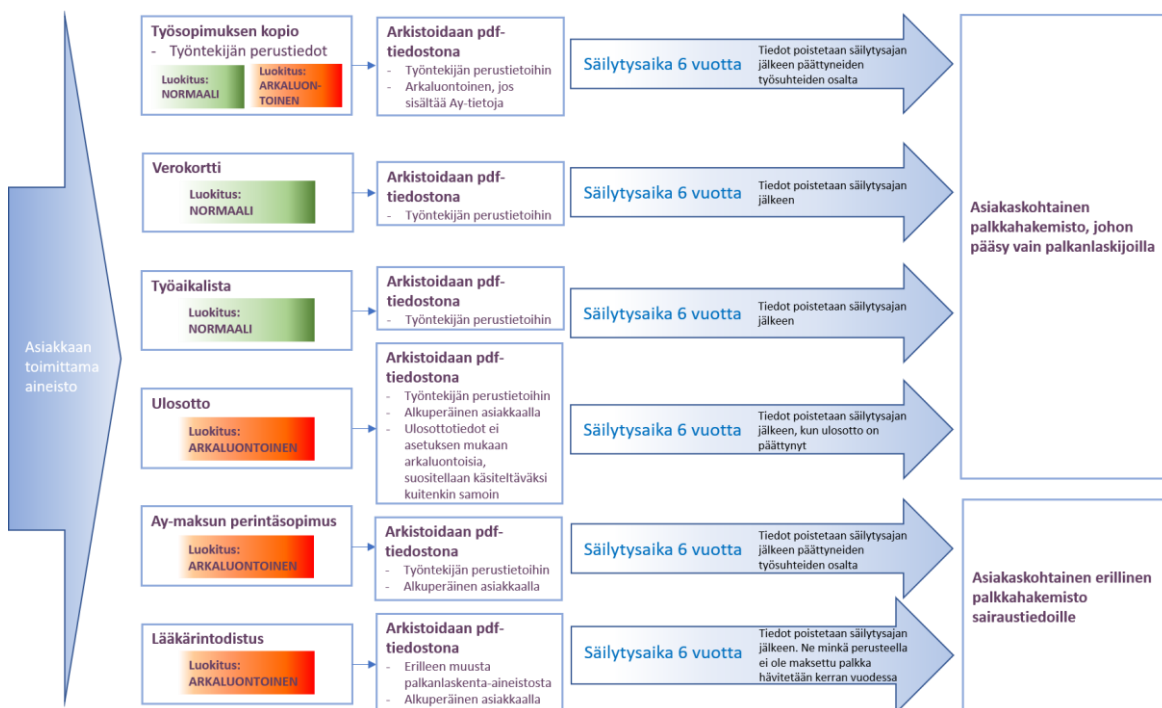 Asiakkaan
toimittama
aineisto
Työsopimuksen kopio
- Työntekijän perustiedot
Luokitus:
NORMAALI
Luokitus:
ARKALUON-
TOINEN
Arkistoidaan pdf-
tiedostona
- Työntekijän perustietoihin
- Arkaluontoinen, jos
sisältää Ay-tietoja
Säilytysaika 6 vuotta
Tiedot poistetaan säilytysajan
jälkeen päättyneiden
työsuhteiden osalta
Verokortti
Luokitus:
NORMAALI
Arkistoidaan pdf-
tiedostona
- Työntekijän perustietoihin
Säilytysaika 6 vuotta
Tiedot poistetaan säilytysajan
jälkeen
Työaikalista
Luokitus:
NORMAALI
Arkistoidaan pdf-
tiedostona
- Työntekijän perustietoihin
Säilytysaika 6 vuotta
Tiedot poistetaan säilytysajan
jälkeen
Ulosotto
Luokitus:
ARKALUONTOINEN
Arkistoidaan pdf-
tiedostona
- Työntekijän perustietoihin
- Alkuperäinen asiakkaalla
- Ulosottotiedot ei
asetuksen mukaan
arkaluontoisia,
suositellaan käsiteltäväksi
kuitenkin samoin
Säilytysaika 6 vuotta
Tiedot poistetaan säilytysajan
jälkeen, kun ulosotto on
päättynyt
Asiakaskohtainen
palkkahakemisto, johon
pääsy vain palkanlaskijoilla
Ay-maksun perintäsopimus
Luokitus:
ARKALUONTOINEN
Arkistoidaan pdf-
tiedostona
- Työntekijän perustietoihin
- Alkuperäinen asiakkaalla
Säilytysaika 6 vuotta
Tiedot poistetaan säilytysajan
jälkeen päättyneiden
työsuhteiden osalta
Lääkärintodistus
Luokitus:
ARKALUONTOINEN
Arkistoidaan pdf-
tiedostona
- Erilleen muusta
palkanlaskenta-aineistosta
- Alkuperäinen asiakkaalla
Säilytysaika 6 vuotta
Tiedot poistetaan säilytysajan
jälkeen. Ne minkä perusteella
ei ole maksettu palkka
hävitetään kerran vuodessa
Asiakaskohtainen erillinen
palkkahakemisto
sairaustiedoille